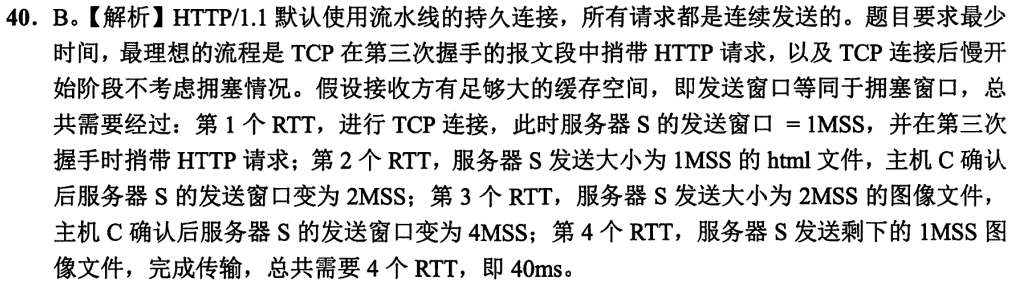 40. B。【解析】HTTP/1.1 默认使用流水线的持久连接，所有请求都是连续发送的。题目要求最少
时间，最理想的流程是 TCP 在第三次握手的报文段中捎带 HTTP 请求，以及 TCP 连接后慢开
始阶段不考虑拥塞情况。假设接收方有足够大的缓存空间，即发送窗口等同于拥塞窗口，总
共需要经过：第 1 个 RTT，进行 TCP 连接，此时服务器 S 的发送窗口 = 1MSS，并在第三次
握手时捎带 HTTP 请求；第 2 个 RTT，服务器 S 发送大小为 1MSS 的 html 文件，主机 C 确认
后服务器 S 的发送窗口变为 2MSS；第 3 个 RTT，服务器 S 发送大小为 2MSS 的图像文件，
主机 C 确认后服务器 S 的发送窗口变为 4MSS；第 4 个 RTT，服务器 S 发送剩下的 1MSS 图
像文件，完成传输，总共需要 4 个 RTT，即 40ms。